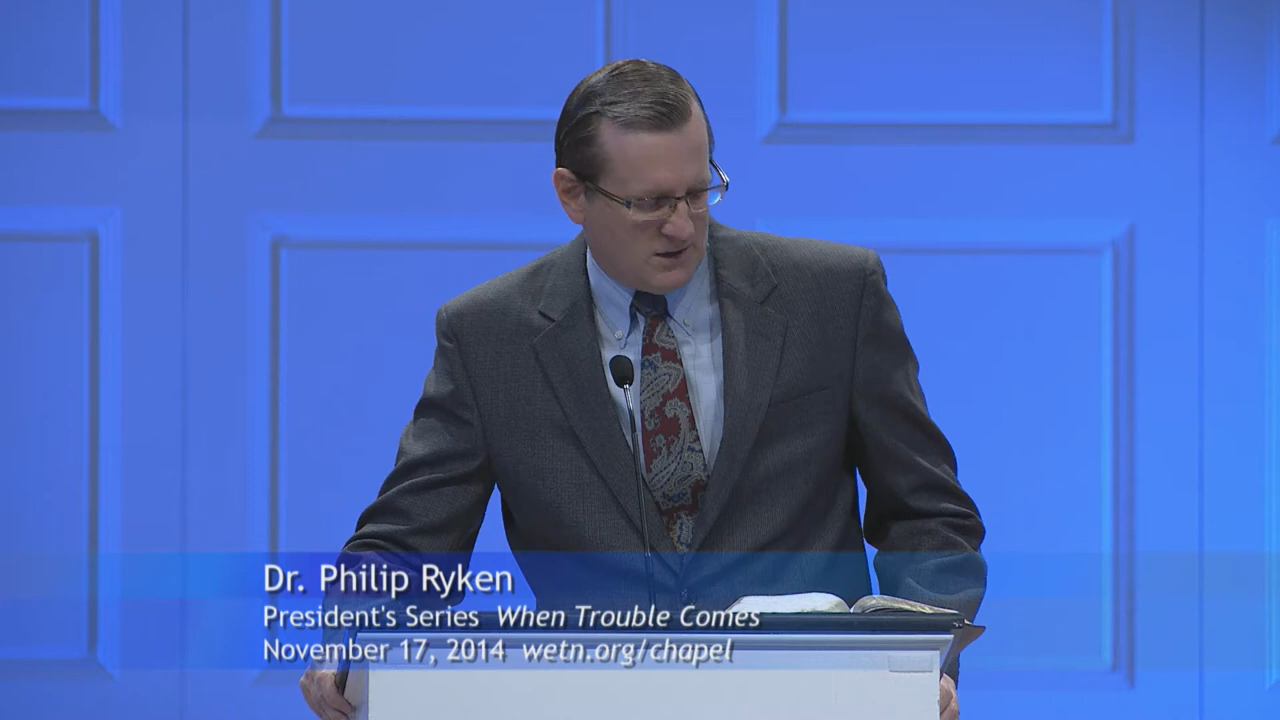 Dr. Philip Ryken
President's Series When Trouble Comes
November 17, 2014 wetn.org/chapel